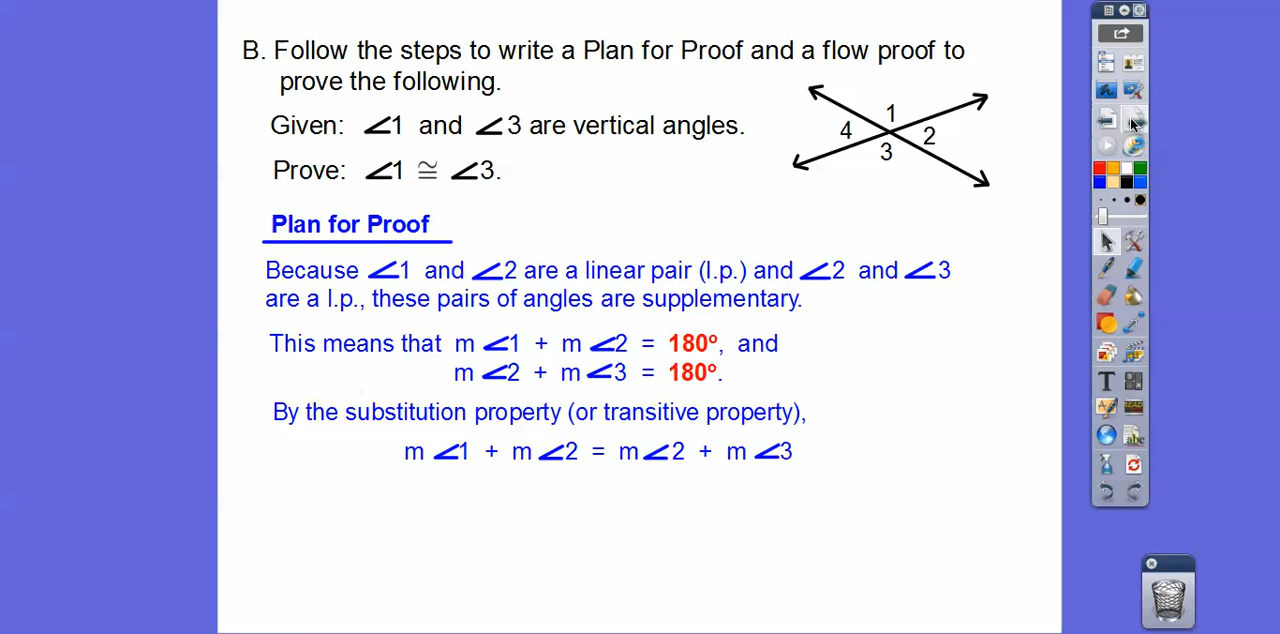 B. Follow the steps to write a Plan for Proof and a flow proof to
prove the following.
Given: ∠1 and ∠3 are vertical angles.
Prove: ∠1 ≅ ∠3.
1
4
2
3
Plan for Proof
Because ∠1 and ∠2 are a linear pair (l.p.) and ∠2 and ∠3
are a l.p., these pairs of angles are supplementary.
This means that m ∠1 + m ∠2 = 180º, and
m ∠2 + m ∠3 = 180º.
By the substitution property (or transitive property),
m ∠1 + m ∠2 = m ∠2 + m ∠3
T
abc